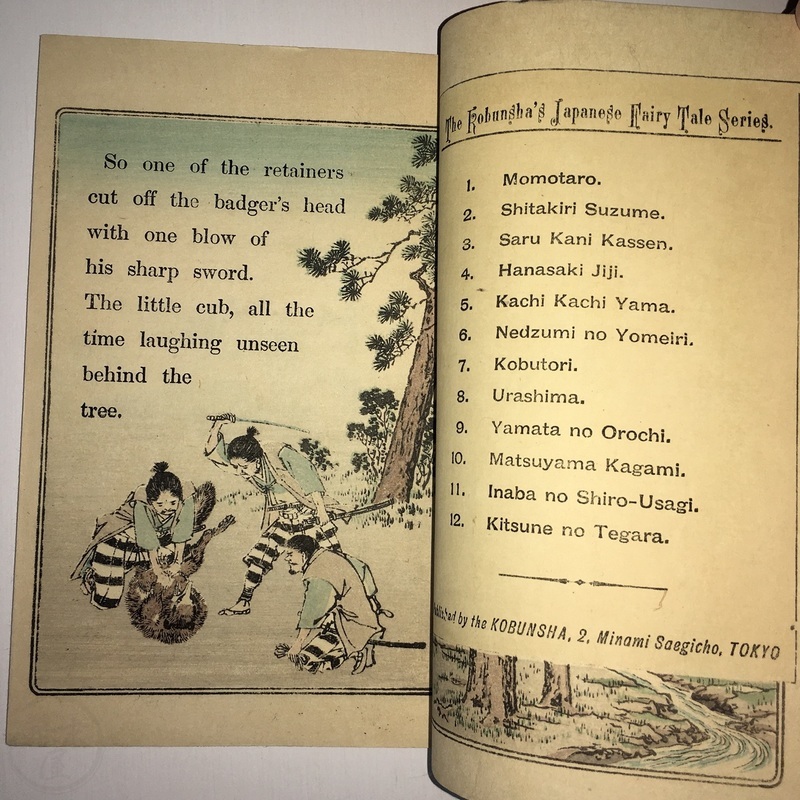 So one of the retainers
cut off the badger's head
with one blow of
his sharp sword.
The little cub, all the
time laughing unseen
behind the
tree.
The Kobunsha's Japanese Fairy Tale Series.
1. Momotaro.
2. Shitakiri Suzume.
3. Saru Kani Kassen.
4. Hanasaki Jiji.
5. Kachi Kachi Yama.
6. Nedzumi no Yomeiri.
7. Kobutori.
8. Urashima.
9. Yamata no Orochi.
10. Matsuyama Kagami.
11. Inaba no Shiro-Usagi.
12. Kitsune no Tegara.
by the KOBUNSHA, 2, Minami Saegicho, TOKYO